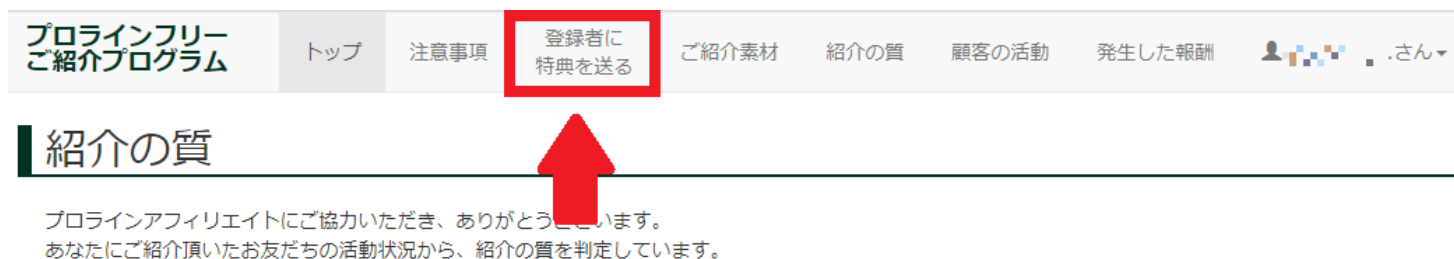 プロラインフリー
ご紹介プログラム
トップ
注意事項
登録者に
特典を送る
ご紹介素材
紹介の質
顧客の活動
発生した報酬
.さん
紹介の質
プロラインアフィリエイトにご協力いただき、ありがとうございます。
あなたにご紹介頂いたお友だちの活動状況から、紹介の質を判定しています。